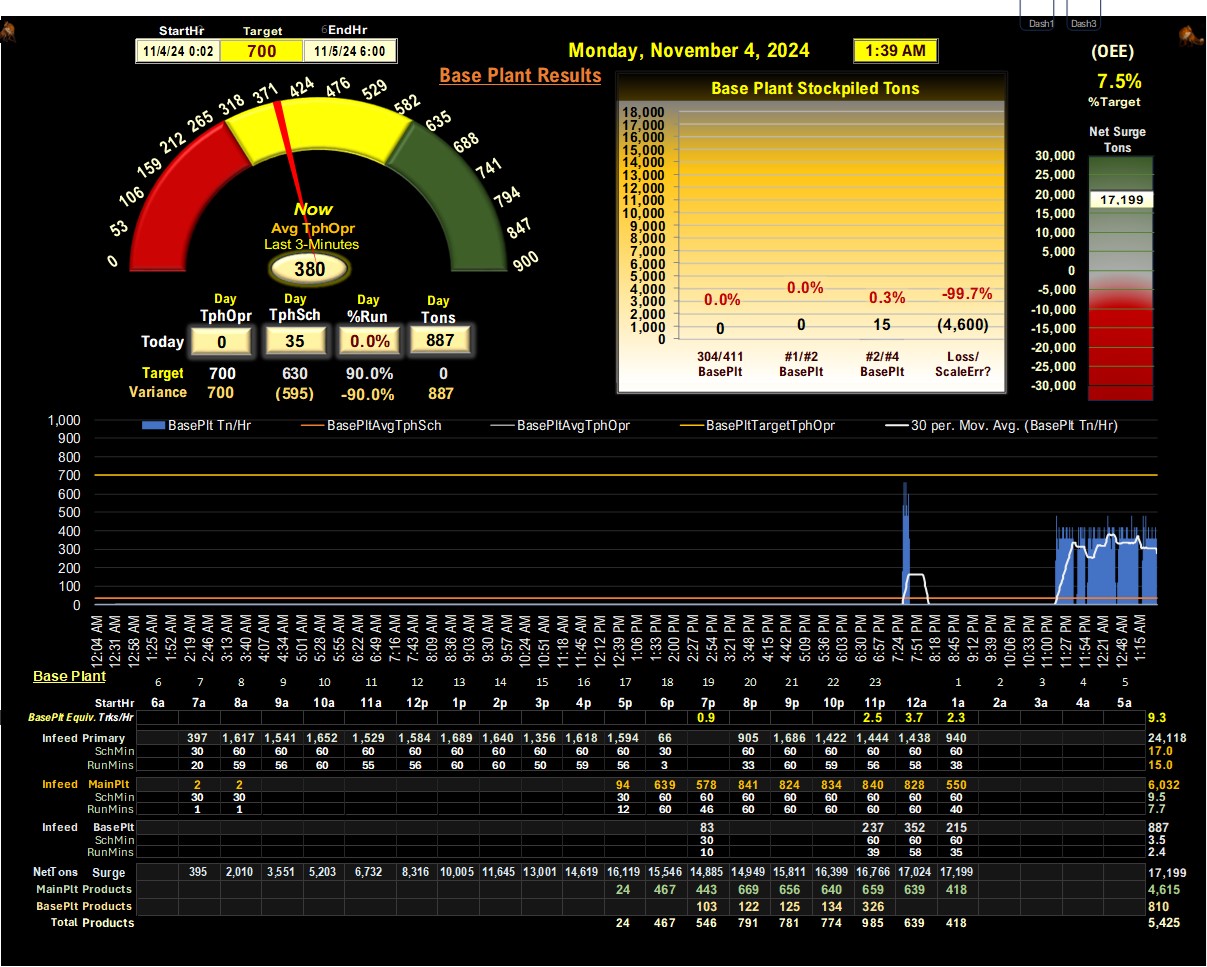 Dash1 Dash3
StartHr Target 6EndHr
11/4/24 0:02 700 11/5/24 6:00
Monday, November 4, 2024 1:39 AM
(OEE)
7.5%
%Target
Base Plant Results
0 53 106 159 212 265 318 371 424 476 529 582 635 688 741 794 847 900
Now
Avg TphOpr
Last 3-Minutes
380
Day Day Day Day
TphOpr TphSch %Run Tons
Today 0 35 0.0% 887
Target 700 630 90.0% 0
Variance 700 (595) -90.0% 887
Base Plant Stockpiled Tons
18,000
17,000
16,000
15,000
14,000
13,000
12,000
11,000
10,000
9,000
8,000
7,000
6,000
5,000
4,000
3,000
2,000
1,000
0
0.0% 0.0% 0.3% -99.7%
0 0 15 (4,600)
304/411 #1/#2 #2/#4 Loss/
BasePlt BasePlt BasePlt ScaleErr?
Net Surge
Tons
30,000
25,000
20,000
17,199
15,000
10,000
5,000
0
-5,000
-10,000
-15,000
-20,000
-25,000
-30,000
BasePlt Tn/Hr BasePltAvgTphSch BasePltAvgTphOpr BasePltTargetTphOpr 30 per. Mov. Avg. (BasePlt Tn/Hr)
1,000
900
800
700
600
500
400
300
200
100
0
12:04 AM 12:31 AM 12:58 AM 1:25 AM 1:52 AM 2:19 AM 2:46 AM 3:13 AM 3:40 AM 4:07 AM 4:34 AM 5:01 AM 5:28 AM 5:55 AM 6:22 AM 6:49 AM 7:16 AM 7:43 AM 8:09 AM 8:36 AM 9:03 AM 9:30 AM 9:57 AM 10:24 AM 10:51 AM 11:18 AM 11:45 AM 12:12 PM 12:39 PM 1:06 PM 1:33 PM 2:00 PM 2:27 PM 2:54 PM 3:21 PM 3:48 PM 4:15 PM 4:42 PM 5:09 PM 5:36 PM 6:03 PM 6:30 PM 6:57 PM 7:24 PM 7:51 PM 8:18 PM 8:45 PM 9:12 PM 9:39 PM 10:06 PM 10:33 PM 11:00 PM 11:27 PM 11:54 PM 12:21 AM 12:48 AM 1:15 AM
Base Plant
6 7 8 9 10 11 12 13 14 15 16 17 18 19 20 21 22 23 1 2 3 4 5
StartHr 6a 7a 8a 9a 10a 11a 12p 1p 2p 3p 4p 5p 6p 7p 8p 9p 10p 11p 12a 1a 2a 3a 4a 5a
BasePlt Equiv. Trks/Hr 0.9 2.5 3.7 2.3 9.3
Infeed Primary 397 1,617 1,541 1,652 1,529 1,584 1,689 1,640 1,356 1,618 1,594 66 905 1,686 1,422 1,444 1,438 940 24,118
SchMin 30 60 60 60 60 60 60 60 60 60 60 30 60 60 60 60 60 60 17.0
RunMins 20 59 56 60 55 56 60 60 50 59 56 3 33 60 59 56 58 38 15.0
Infeed MainPlt 2 2 94 639 578 841 824 834 840 828 550 6,032
SchMin 30 30 30 60 60 60 60 60 60 60 60 9.5
RunMins 1 1 12 60 46 60 60 60 60 60 40 7.7
Infeed BasePlt 83 237 352 215 887
SchMin 30 60 60 60 3.5
RunMins 10 39 58 35 2.4
NetTons Surge 395 2,010 3,551 5,203 6,732 8,316 10,005 11,645 13,001 14,619 16,119 15,546 14,885 14,949 15,811 16,399 16,766 17,024 17,199 17,199
MainPlt Products 24 467 443 669 656 640 659 639 418 4,615
BasePlt Products 103 122 125 134 326 810
Total Products 24 467 546 791 781 774 985 639 418 5,425